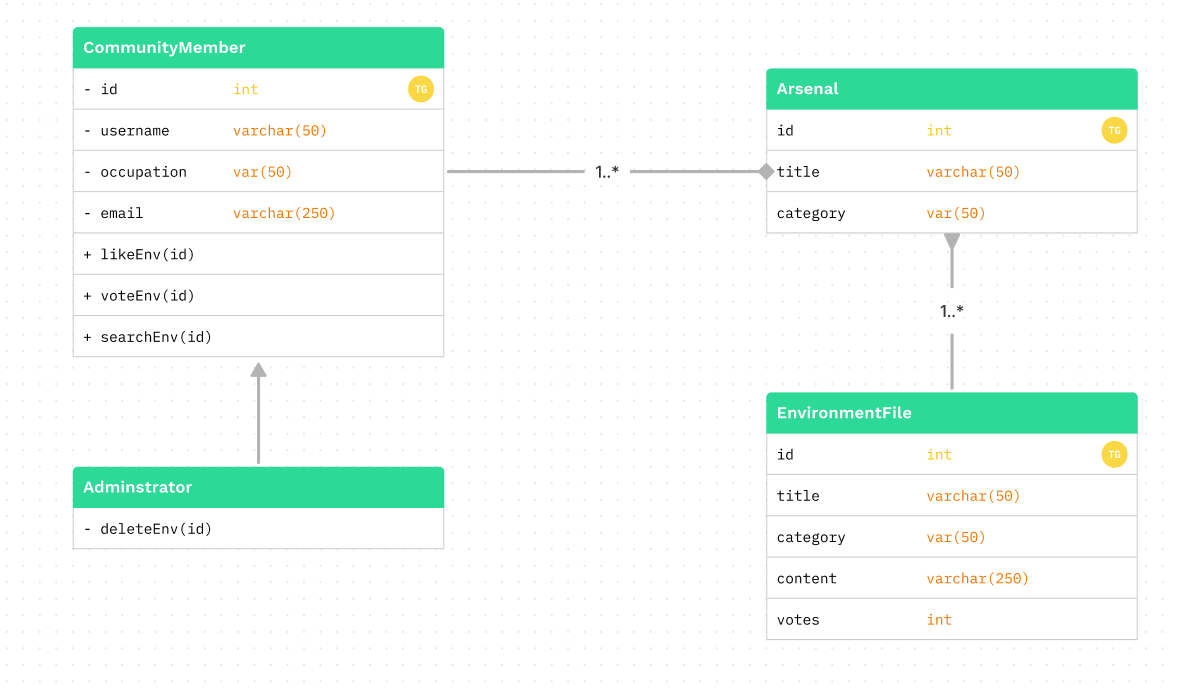 CommunityMember
- id int TG
- username varchar(50)
- occupation var(50)
- email varchar(250)
+ likeEnv(id)
+ voteEnv(id)
+ searchEnv(id)
1..*
Arsenal
id int TG
title varchar(50)
category var(50)
1..*
Adminstrator
- deleteEnv(id)
EnvironmentFile
id int TG
title varchar(50)
category var(50)
content varchar(250)
votes int